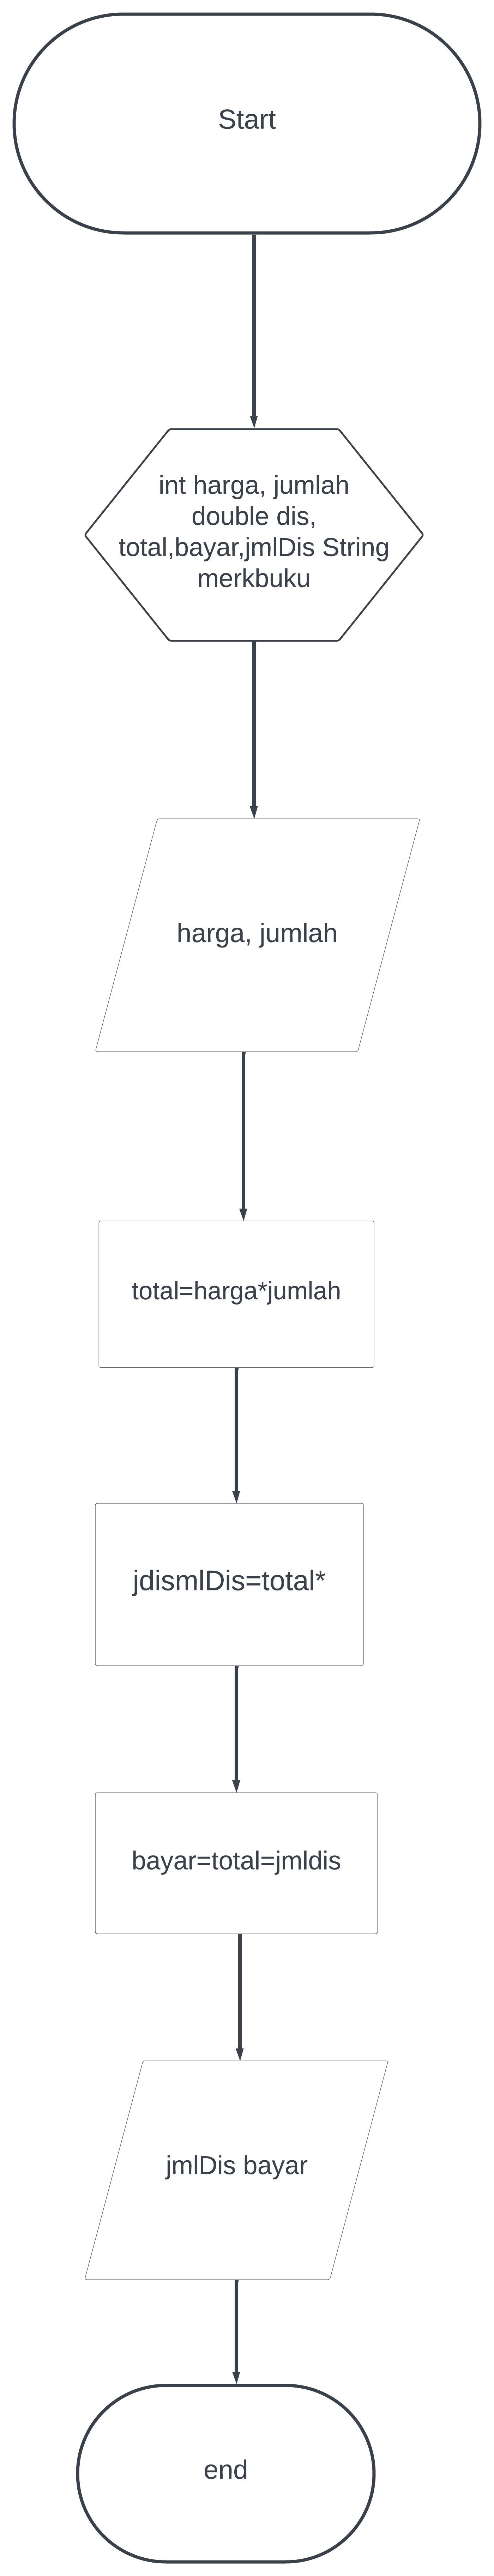 Start
int harga, jumlah
double dis,
total,bayar,jmlDis String
merkbuku
harga, jumlah
total=harga*jumlah
jdismlDis=total*
bayar=total=jmldis
jmlDis bayar
end